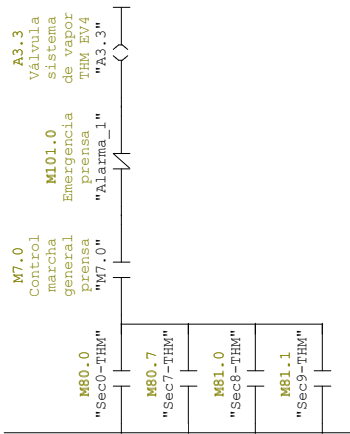 A3.3
Válvula
sistema
de vapor
THM EV4
"A3.3"
M101.0
Emergencia
prensa
"Alarma_1"
M7.0
Control
marcha
general
prensa
"M7.0"
M80.0
"Sec0-THM"
M80.7
"Sec7-THM"
M81.0
"Sec8-THM"
M81.1
"Sec9-THM"